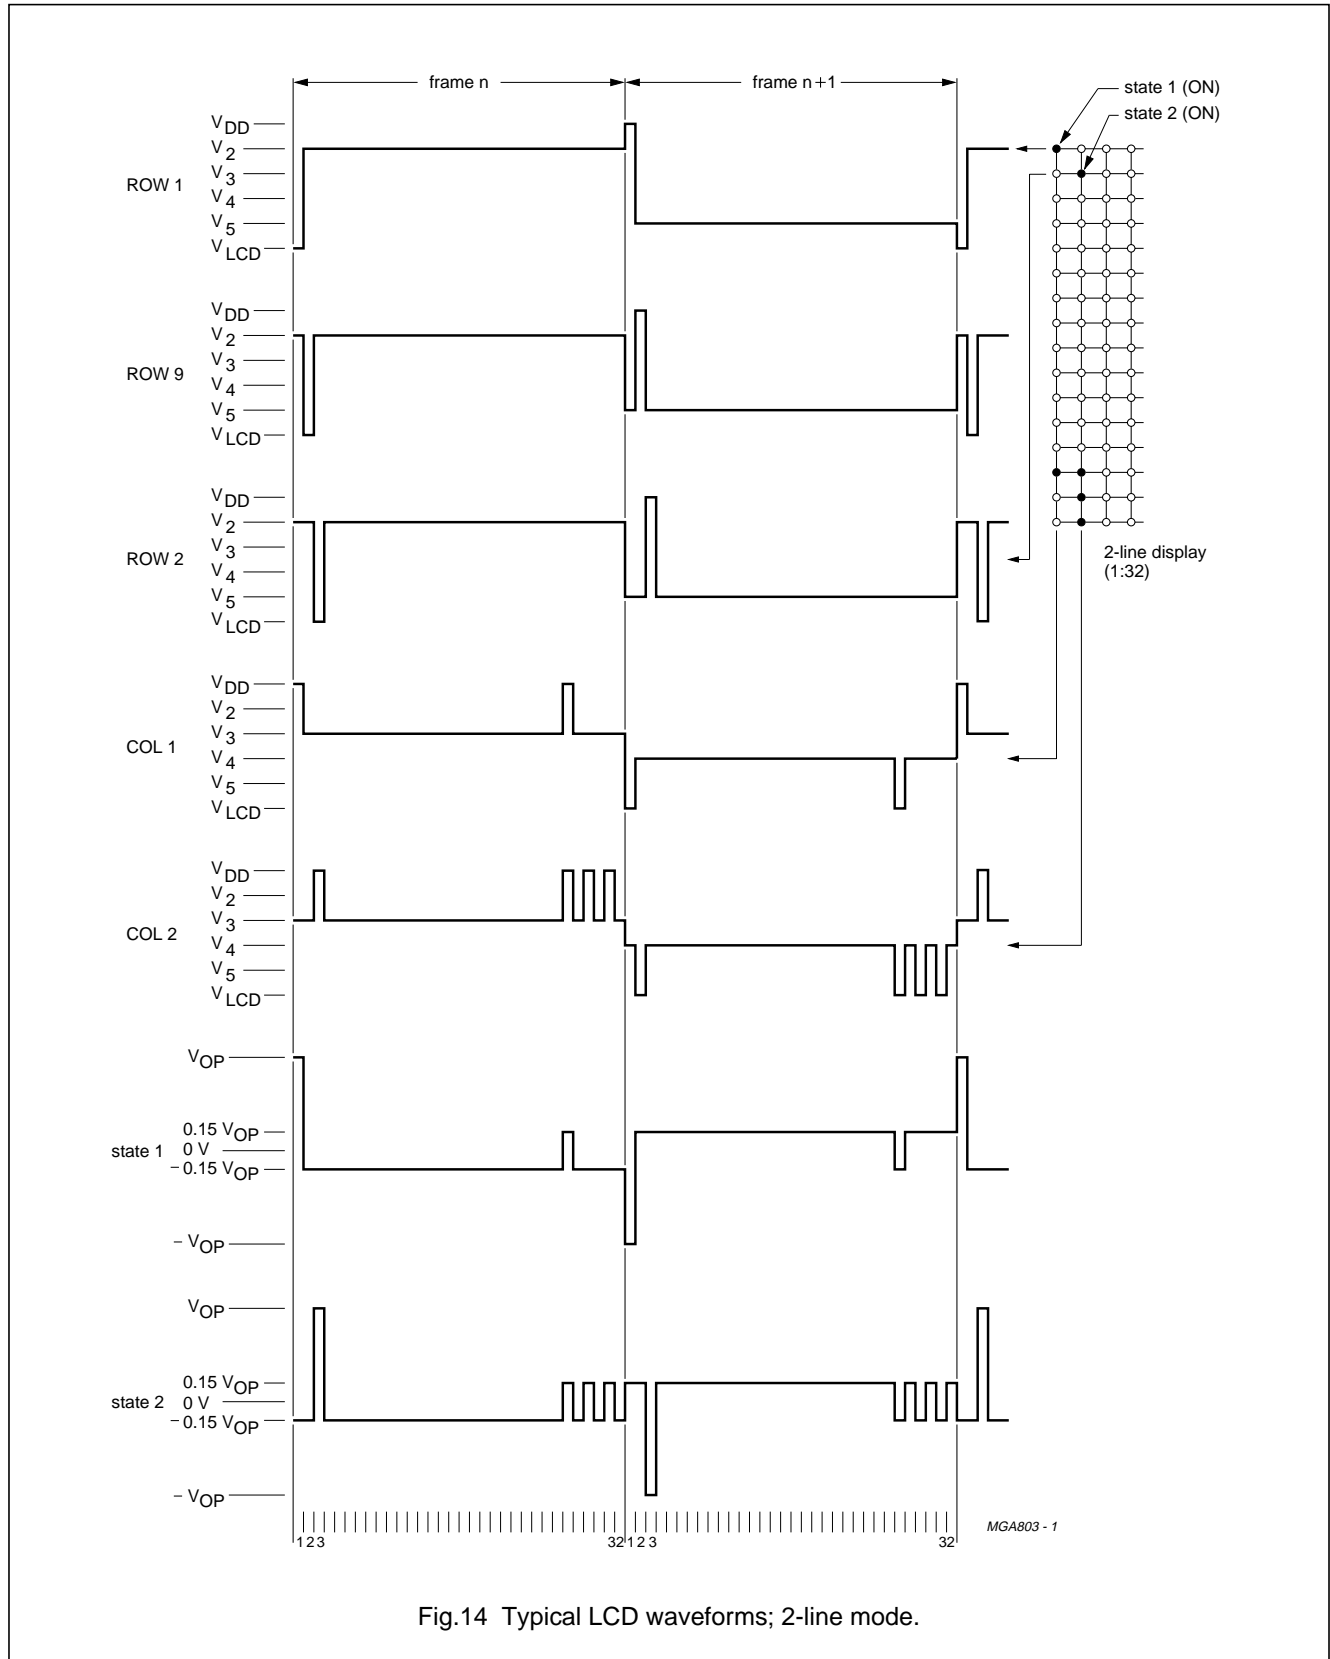 frame n
frame n+1
state 1 (ON)
state 2 (ON)
ROW 1
VDD
V2
V3
V4
V5
VLCD
ROW 9
VDD
V2
V3
V4
V5
VLCD
ROW 2
VDD
V2
V3
V4
V5
VLCD
2-line display
(1:32)
COL 1
VDD
V2
V3
V4
V5
VLCD
COL 2
VDD
V2
V3
V4
V5
VLCD
state 1
VOP
0.15 VOP
0 V
– 0.15 VOP
– VOP
state 2
VOP
0.15 VOP
0 V
– 0.15 VOP
– VOP
1 2 3 32 1 2 3 32
MGA803 - 1
Fig.14 Typical LCD waveforms; 2-line mode.